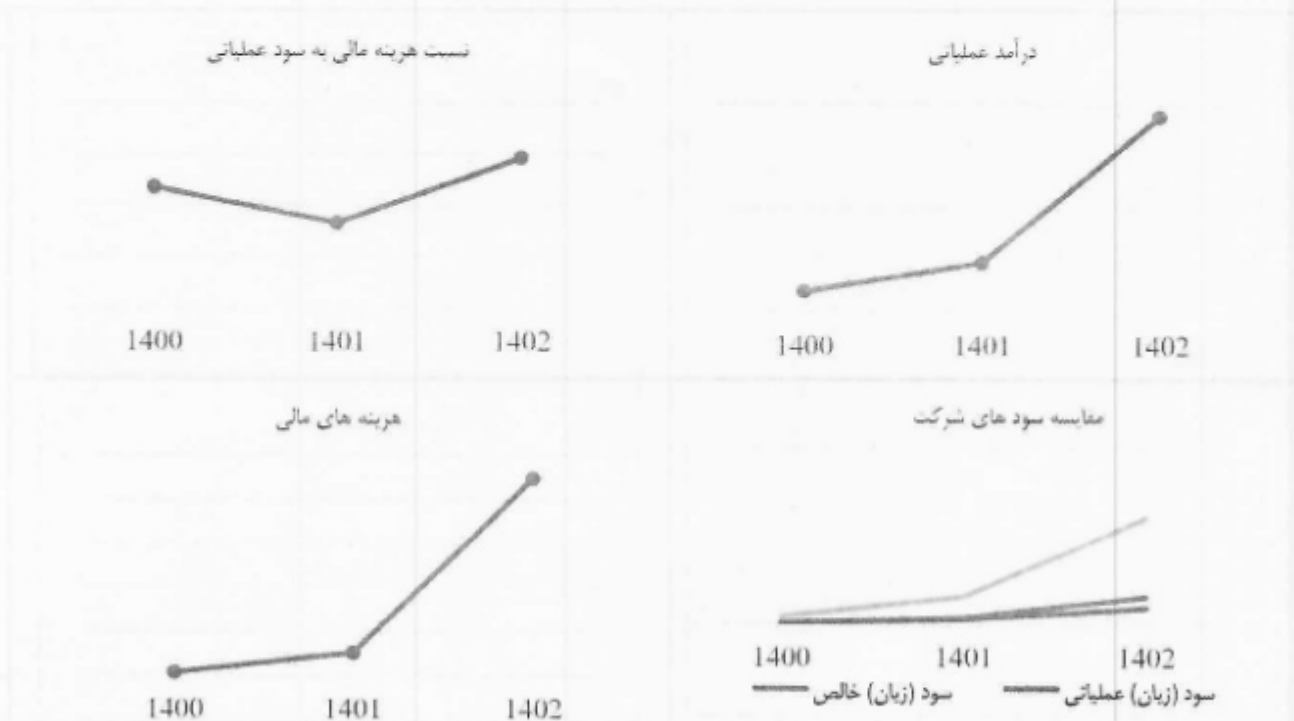 درآمد عملیاتی
1400 1401 1402
نسبت هزینه مالی به سود عملیاتی
1400 1401 1402
مقایسه سود های شرکت
1400 1401 1402
سود (زیان) عملیاتی سود (زیان) خالص
هزینه های مالی
1400 1401 1402